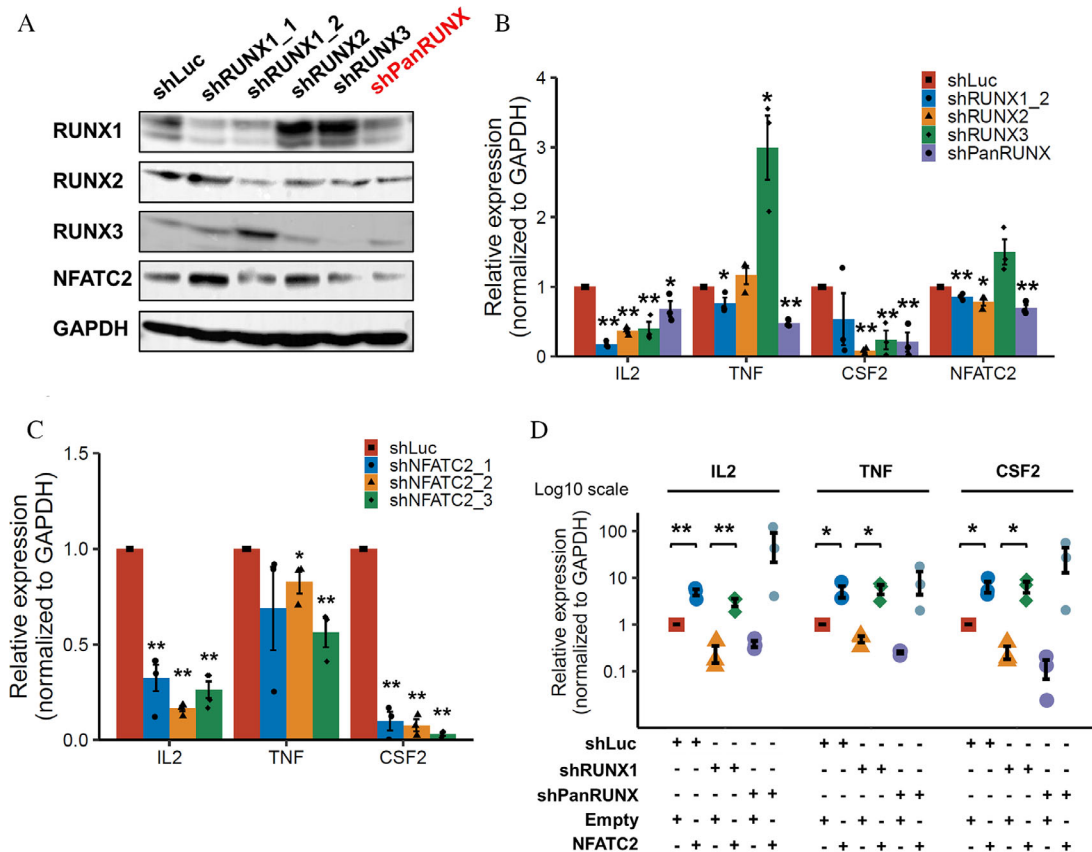 A
shLuc
shRUNX1_1
shRUNX1_2
shRUNX2
shRUNX3
shPanRUNX
RUNX1
RUNX2
RUNX3
NFATC2
GAPDH
B
Relative expression
(normalized to GAPDH)
4
3
2
1
0
shLuc
shRUNX1_2
shRUNX2
shRUNX3
shPanRUNX
** ** ** *
* * **
** ** **
** * **
IL2 TNF CSF2 NFATC2
C
Relative expression
(normalized to GAPDH)
1.5
1.0
0.5
0.0
shLuc
shNFATC2_1
shNFATC2_2
shNFATC2_3
** ** **
* **
** ** **
IL2 TNF CSF2
D
IL2 TNF CSF2
Log10 scale
Relative expression
(normalized to GAPDH)
100
10
1
0.1
** ** * * * *
shLuc + + - - - - + + - - - - + + - - - -
shRUNX1 - - + + - - - - + + - - - - + + - -
shPanRUNX - - - - + + - - - - + + - - - - + +
Empty + - + - + - + - + - + - + - + - + -
NFATC2 - + - + - + - + - + - + - + - + - +